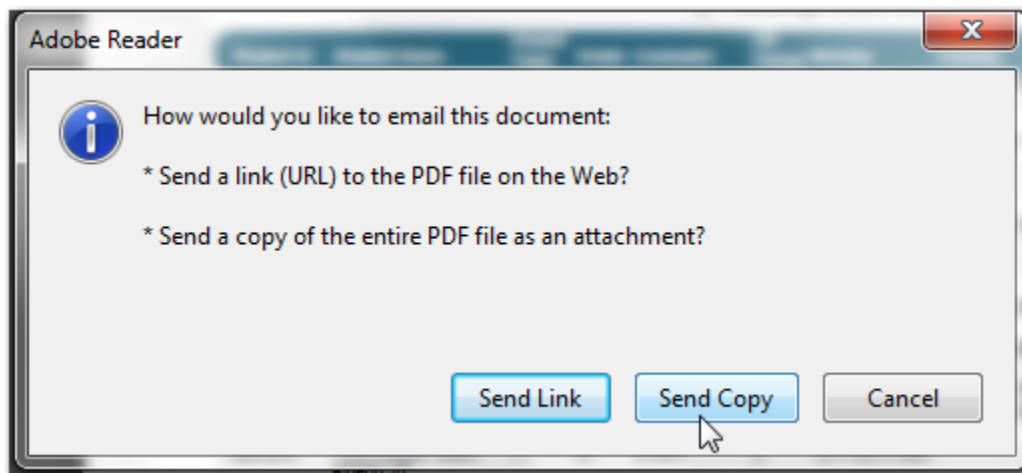 Adobe Reader
How would you like to email this document:
* Send a link (URL) to the PDF file on the Web?
* Send a copy of the entire PDF file as an attachment?
Send Link Send Copy Cancel